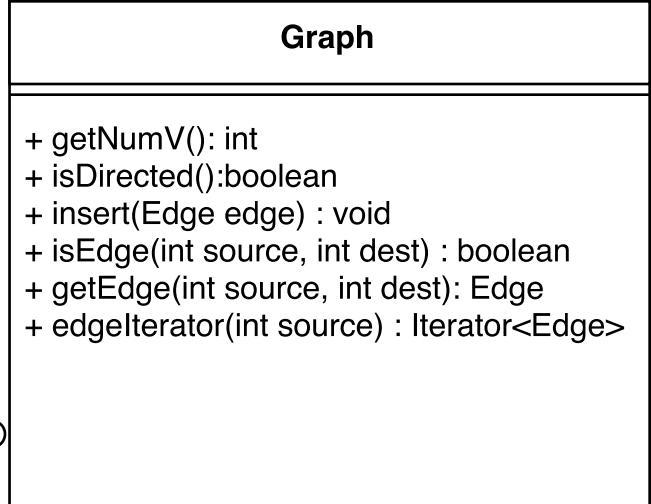 Graph
+ getNumV(): int
+ isDirected():boolean
+ insert(Edge edge) : void
+ isEdge(int source, int dest) : boolean
+ getEdge(int source, int dest): Edge
+ edgeIterator(int source) : Iterator<Edge>